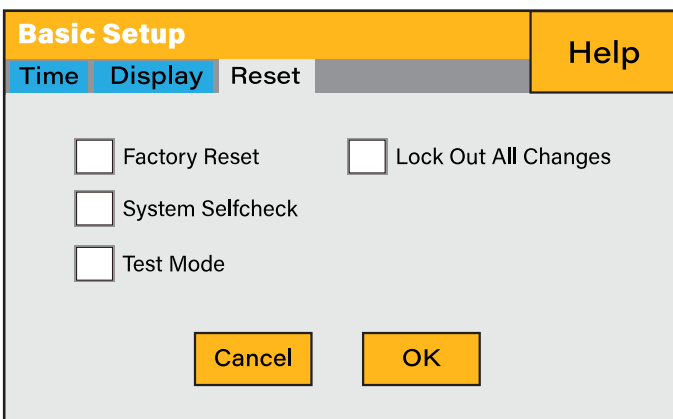 Basic Setup
Help
Time Display Reset
Factory Reset
Lock Out All Changes
System Selfcheck
Test Mode
Cancel
OK